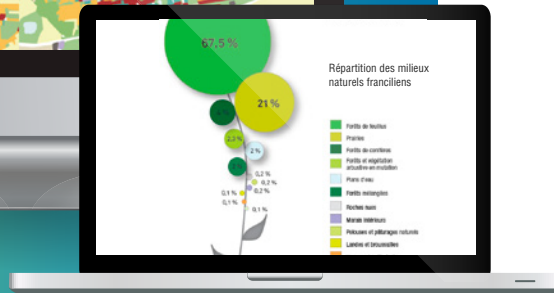 67,5 %
Répartition des milieux
naturels franciliens
21 %
2,3 %
2 %
0,2 %
0,2 %
0,2 %
0,1 %
0,1 %
0,1 %
Forêts de feuillus
Prairies
Forêts de conifères
Forêts et végétation
arbustive en mutation
Plans d'eau
Forêts mélangées
Roches nues
Marais intérieurs
Pelouses et pâturages naturels
Landes et broussailles